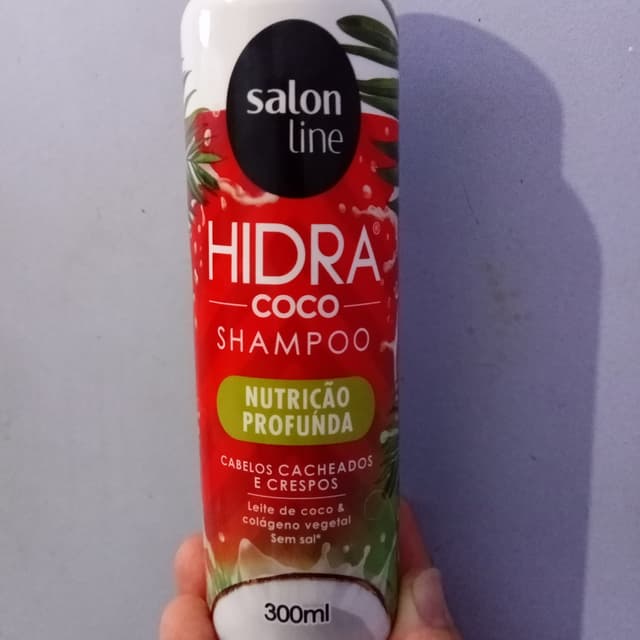 salon
line
HIDRA®
COCO
SHAMPOO
NUTRIÇÃO
PROFUNDA
CABELOS CACHEADOS
E CRESPOS
Leite de coco &
colágeno vegetal
Sem sal*
300ml